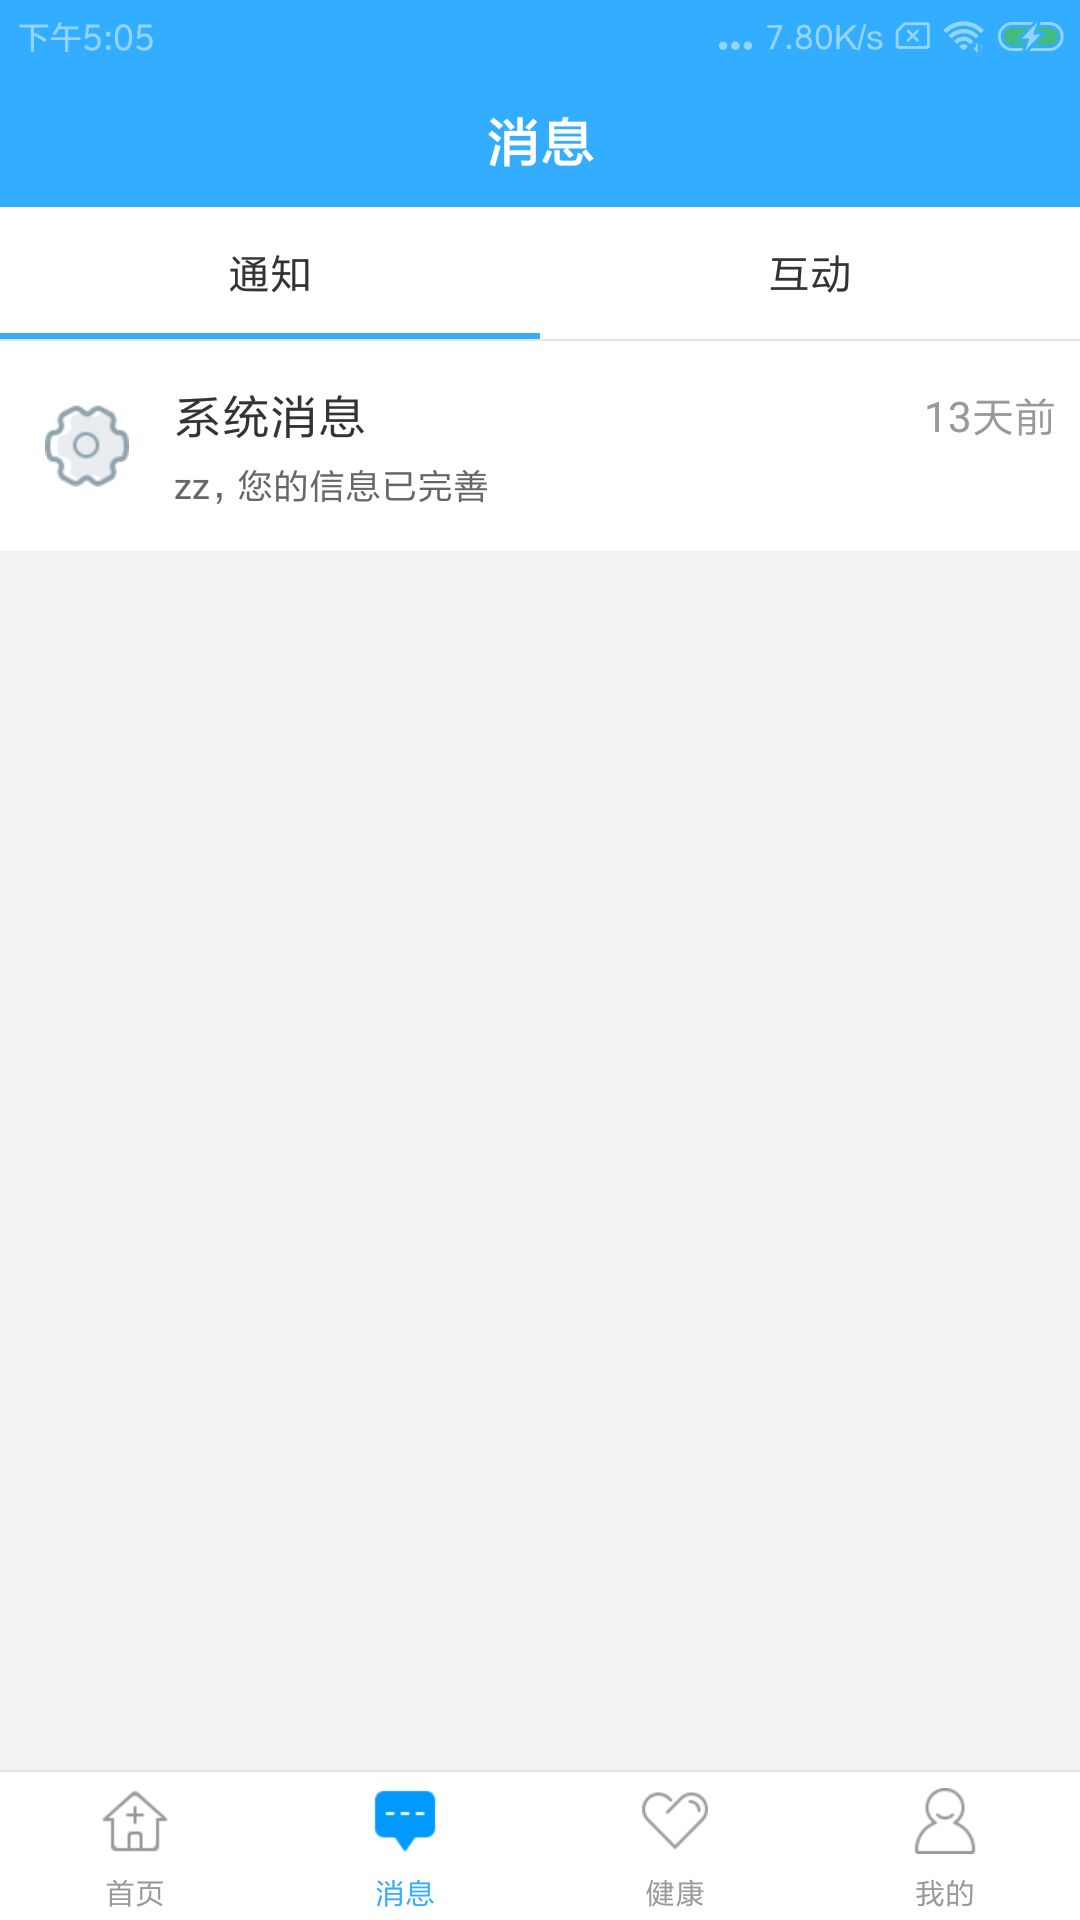 下午5:05 ... 7.80K/s
消息
通知 互动
系统消息 13天前
zz, 您的信息已完善
首页 消息 健康 我的